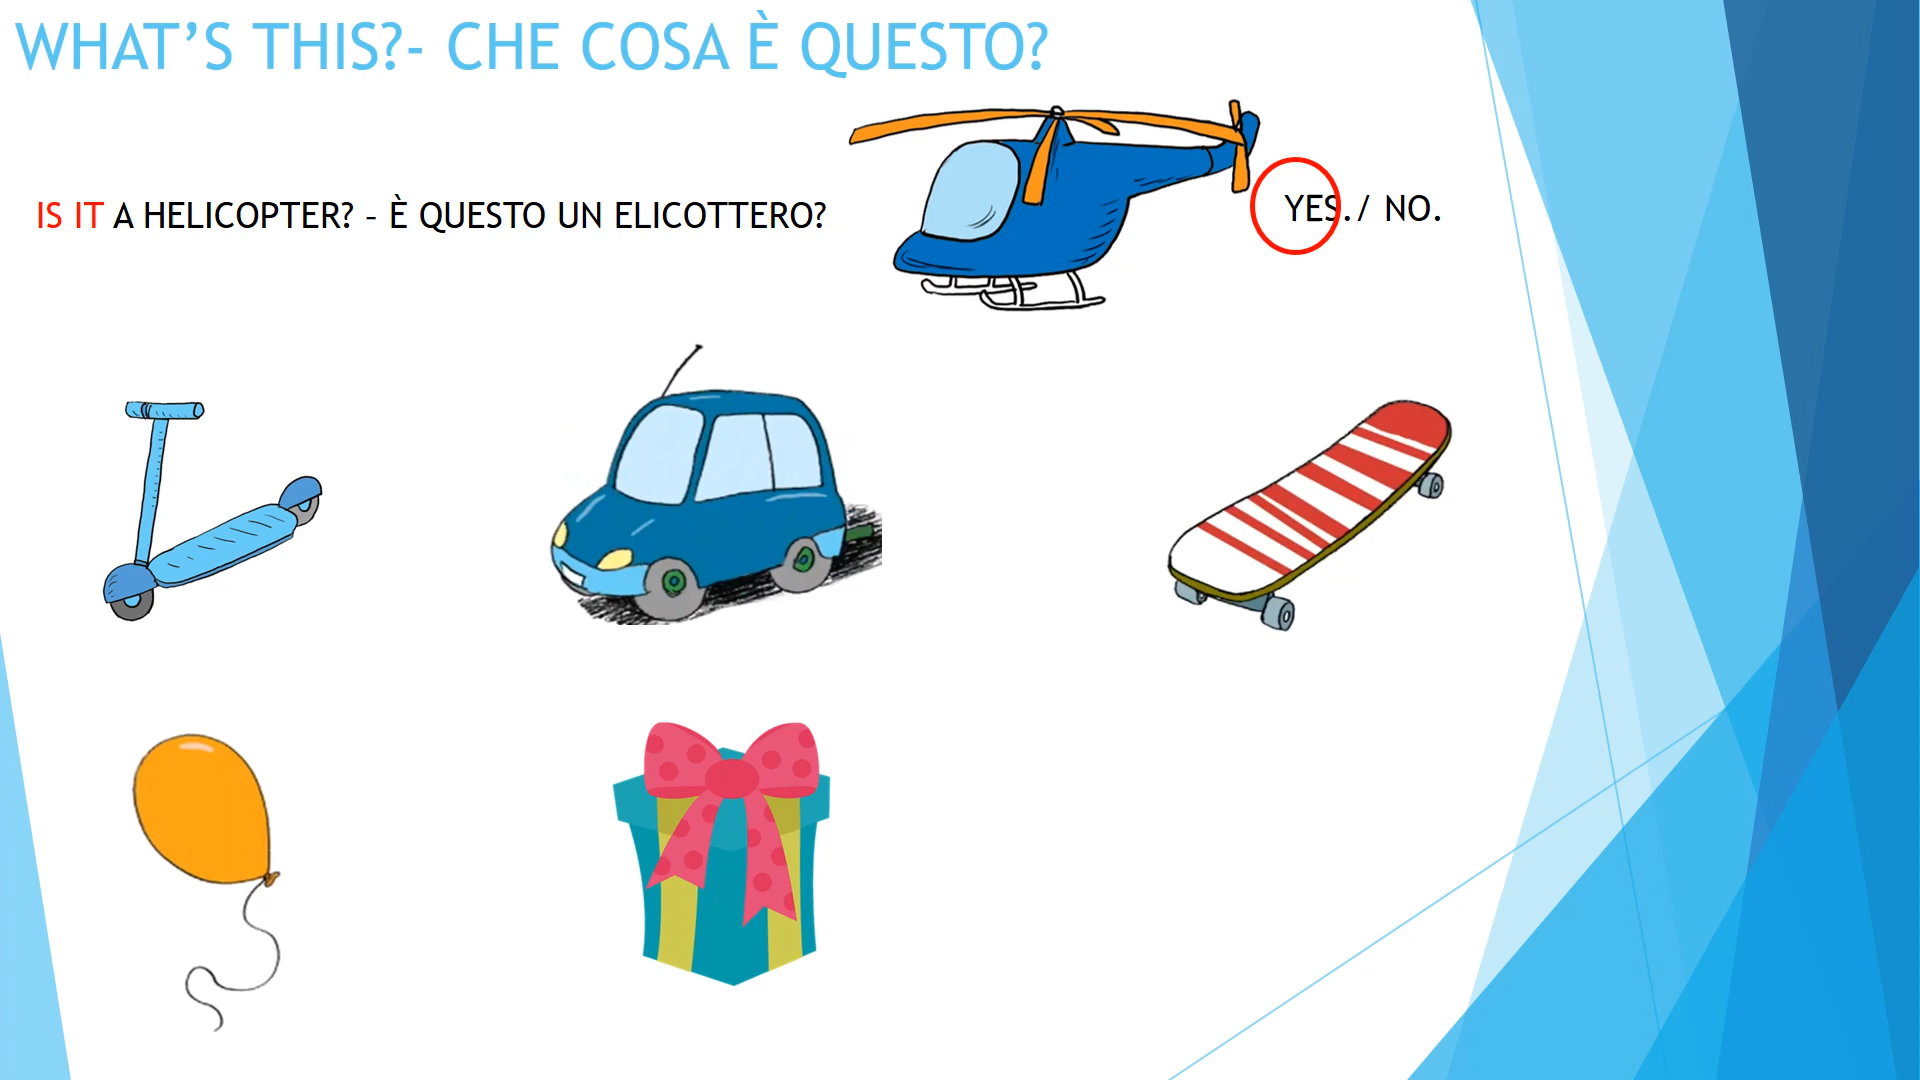 WHAT’S THIS?- CHE COSA È QUESTO?
IS IT A HELICOPTER? – È QUESTO UN ELICOTTERO?
YES./ NO.